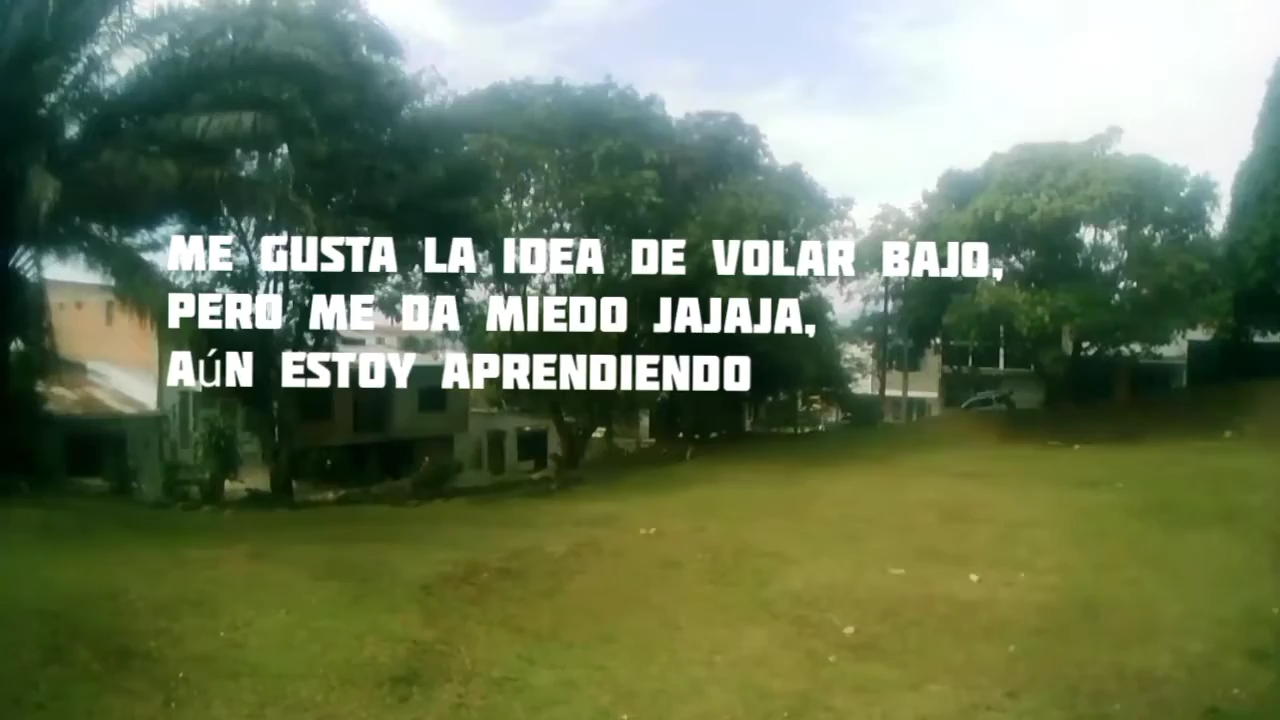 ME GUSTA LA IDEA DE VOLAR BAJO,
PERO ME DA MIEDO JAJAJA,
AúN ESTOY APRENDIENDO